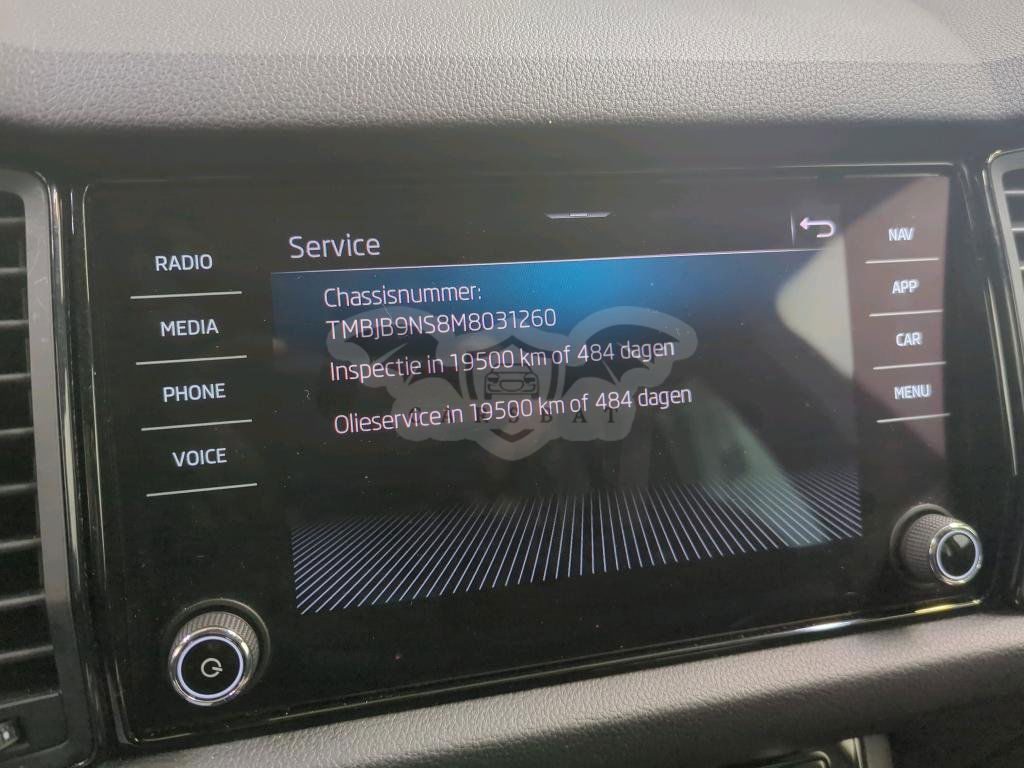 Service
RADIO
MEDIA
PHONE
VOICE
Chassisnummer:
TMBJB9NS8M8031260
Inspectie in 19500 km of 484 dagen
Olieservice in 19500 km of 484 dagen
NAV
APP
CAR
MENU